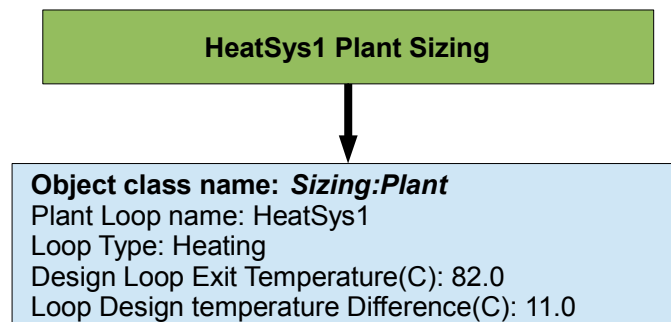 HeatSys1 Plant Sizing
Object class name: Sizing:Plant
Plant Loop name: HeatSys1
Loop Type: Heating
Design Loop Exit Temperature(C): 82.0
Loop Design temperature Difference(C): 11.0